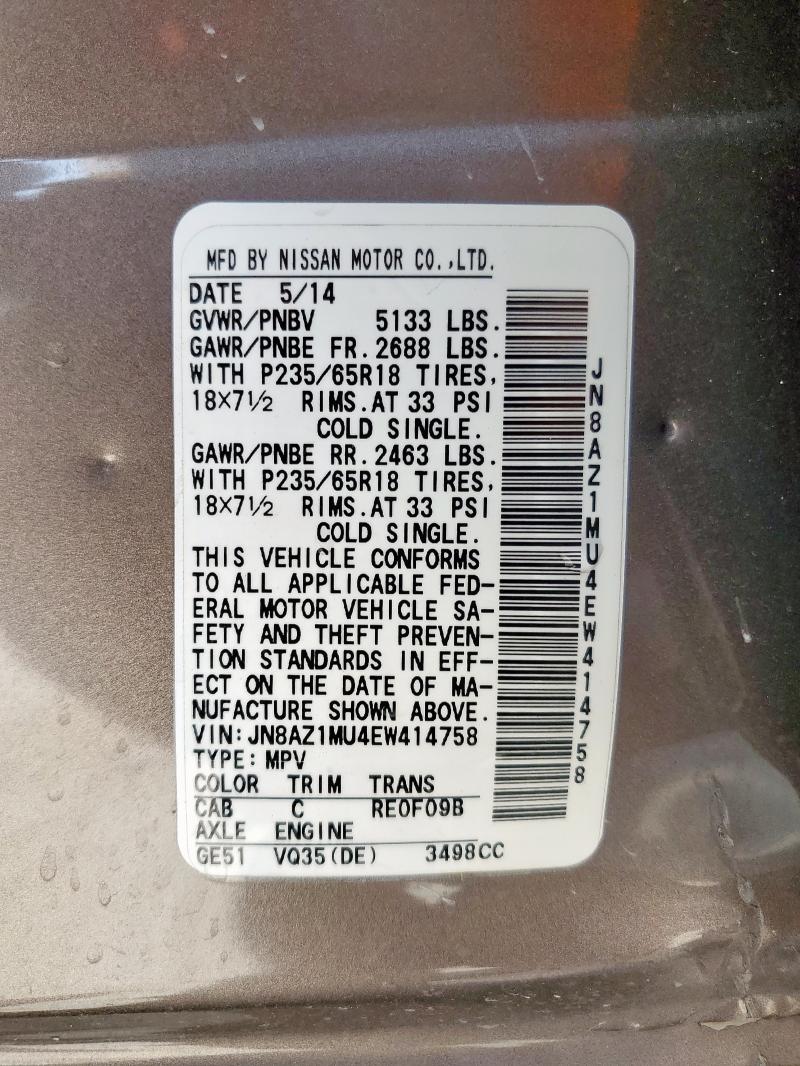 MFD BY NISSAN MOTOR CO.,LTD.
DATE 5/14
GVWR/PNBV 5133 LBS.
GAWR/PNBE FR.2688 LBS.
WITH P235/65R18 TIRES,
18×7½ RIMS.AT 33 PSI
COLD SINGLE.
GAWR/PNBE RR.2463 LBS.
WITH P235/65R18 TIRES,
18×7½ RIMS.AT 33 PSI
COLD SINGLE.
THIS VEHICLE CONFORMS
TO ALL APPLICABLE FED-
ERAL MOTOR VEHICLE SA-
FETY AND THEFT PREVEN-
TION STANDARDS IN EFF-
ECT ON THE DATE OF MA-
NUFACTURE SHOWN ABOVE.
VIN:JN8AZ1MU4EW414758
TYPE:MPV
COLOR TRIM TRANS
CAB C RE0F09B
AXLE ENGINE
GE51 VQ35(DE) 3498CC
JN8AZ1MU4EW414758